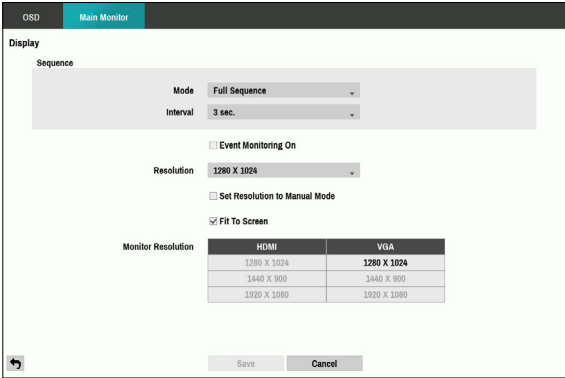 OSD Main Monitor
Display
Sequence
Mode Full Sequence
Interval 3 sec.
Event Monitoring On
Resolution 1280 X 1024
Set Resolution to Manual Mode
Fit To Screen
Monitor Resolution HDMI VGA
1280 X 1024 1280 X 1024
1440 X 900 1440 X 900
1920 X 1080 1920 X 1080
Save Cancel